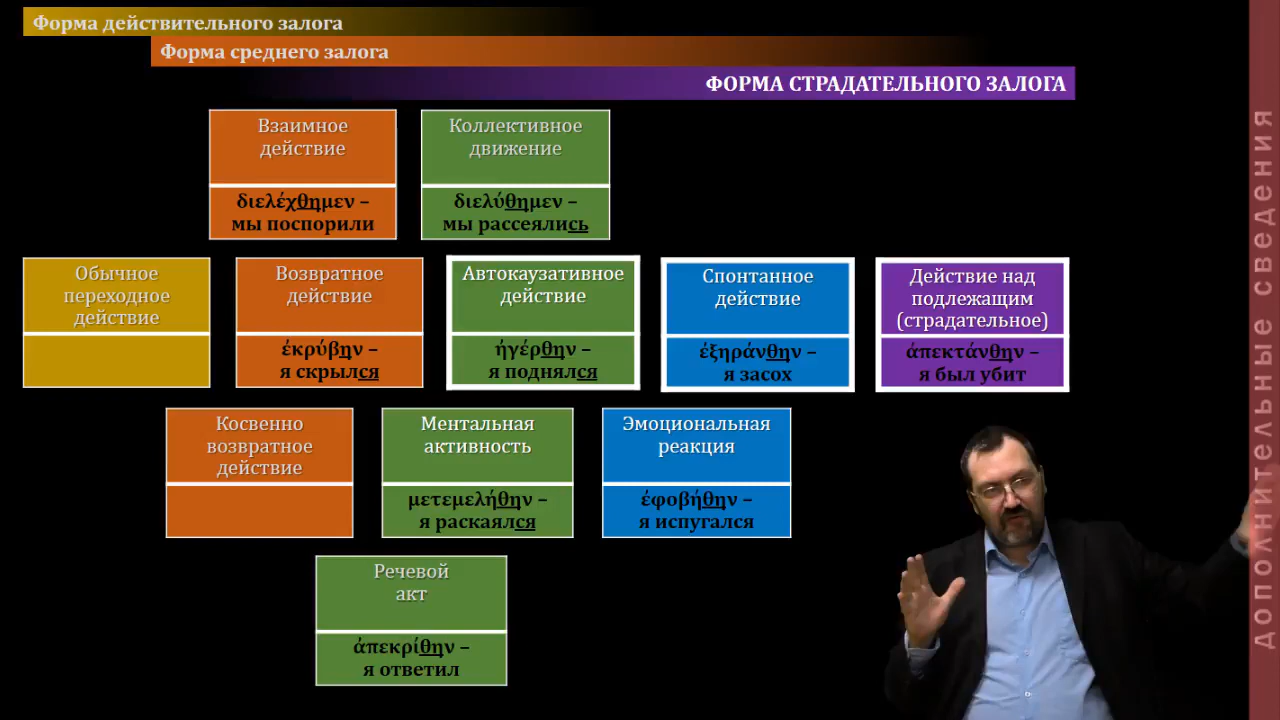 Форма действительного залога
Форма среднего залога
ФОРМА СТРАДАТЕЛЬНОГО ЗАЛОГА
Взаимное
действие
διελέχθημεν –
мы поспорили
Коллективное
движение
διελύθημεν –
мы рассеялись
Обычное
переходное
действие
Возвратное
действие
ἐκρύβην –
я скрылся
Автокаузативное
действие
ἠγέρθην –
я поднялся
Спонтанное
действие
ἐξηράνθην –
я засох
Действие над
подлежащим
(страдательное)
ἀπεκτάνθην –
я был убит
Косвенно
возвратное
действие
Ментальная
активность
μετεμελήθην –
я раскаялся
Эмоциональная
реакция
ἐφοβήθην –
я испугался
Речевой
акт
ἀπεκρίθην –
я ответил
дополнительные сведения